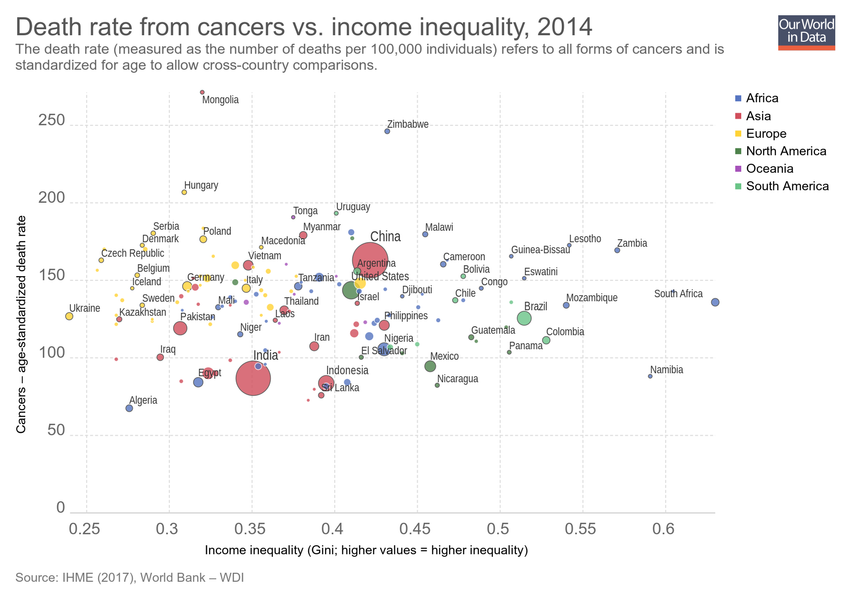 Death rate from cancers vs. income inequality, 2014
The death rate (measured as the number of deaths per 100,000 individuals) refers to all forms of cancers and is
standardized for age to allow cross-country comparisons.
Our World
in Data
Africa
Asia
Europe
North America
Oceania
South America
Cancers – age-standardized death rate
250
200
150
100
50
0
Mongolia
Zimbabwe
Hungary
Tonga
Uruguay
Serbia
Denmark
Poland
Myanmar
China
Malawi
Macedonia
Lesotho
Guinea-Bissau
Zambia
Czech Republic
Vietnam
Cameroon
Belgium
Argentina
Bolivia
Germany
Italy
Tanzania
United States
Eswatini
Iceland
Djibouti
Congo
Sweden
Mali
Thailand
Israel
Chile
Mozambique
South Africa
Ukraine
Kazakhstan
Pakistan
Laos
Philippines
Brazil
Niger
Iran
Nigeria
Guatemala
Colombia
Iraq
India
El Salvador
Panama
Egypt
Indonesia
Mexico
Sri Lanka
Nicaragua
Namibia
Algeria
0.25
0.3
0.35
0.4
0.45
0.5
0.55
0.6
Income inequality (Gini; higher values = higher inequality)
Source: IHME (2017), World Bank – WDI